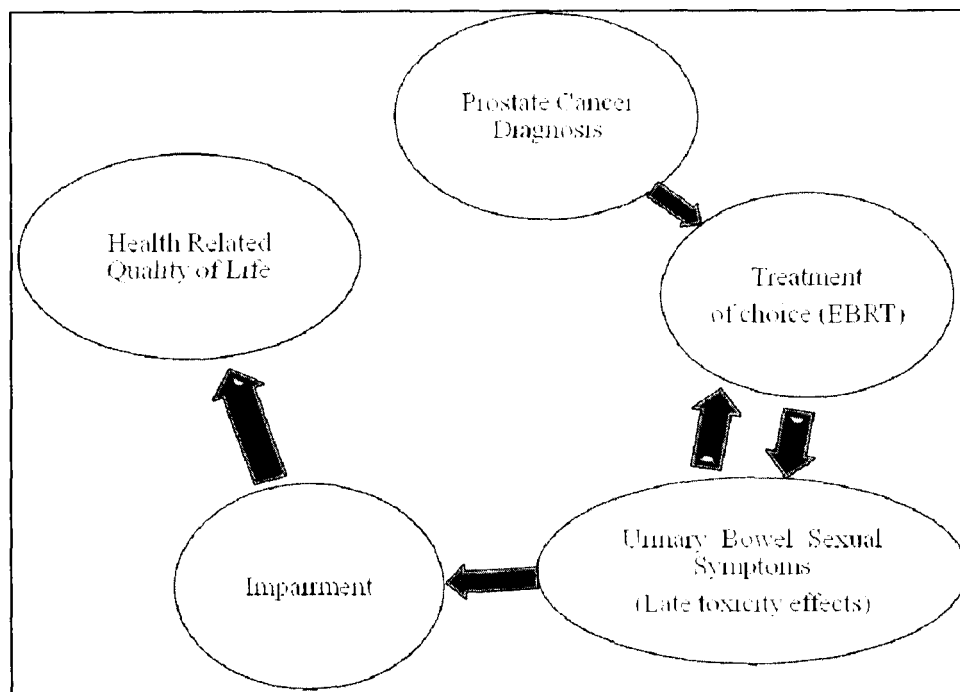 Prostate Cancer
Diagnosis
Health Related
Quality of Life
Treatment
of choice (EBRT)
Urinary Bowel Sexual
Symptoms
(Late toxicity effects)
Impairment